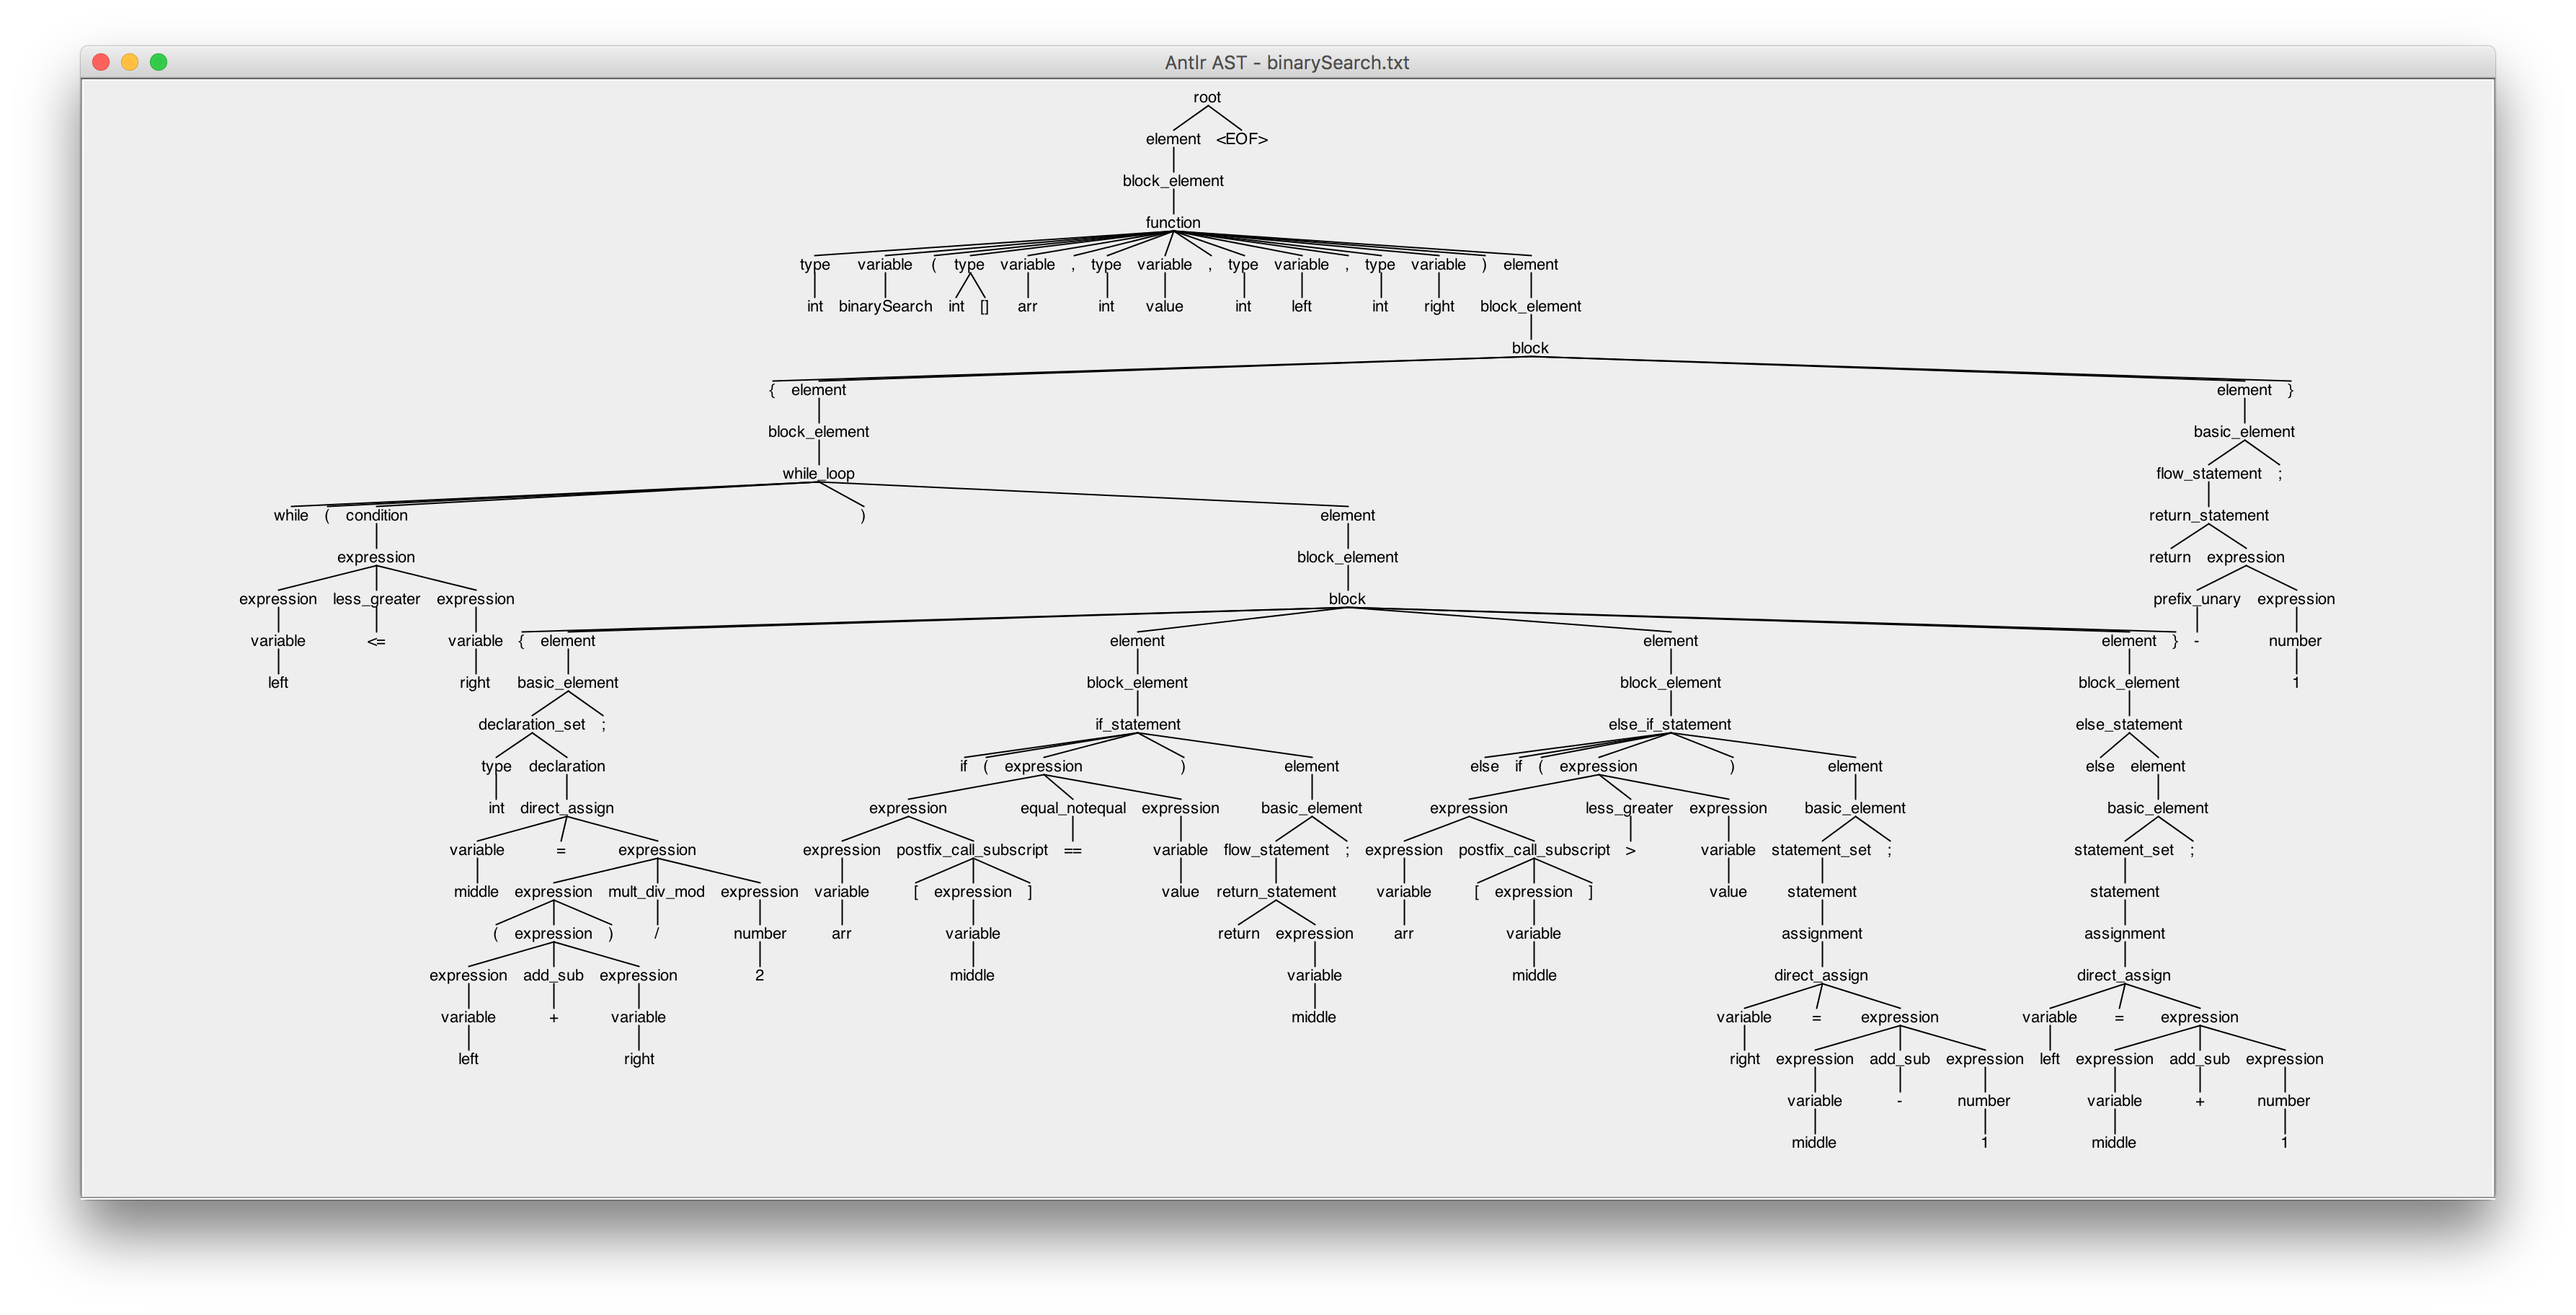 Antlr AST - binarySearch.txt
root
element <EOF>
block_element
function
type variable ( type variable , type variable , type variable , type variable ) element
int binarySearch int [] arr int value int left int right block_element
block
{ element element }
block_element basic_element
while_loop flow_statement ;
while ( condition ) element return_statement
expression block_element return expression
expression less_greater expression block prefix_unary expression
variable <= variable { element element element element } - number
left right basic_element block_element block_element block_element 1
declaration_set ; if_statement else_if_statement else_statement
type declaration if ( expression ) element else if ( expression ) element else element
int direct_assign expression equal_notequal expression basic_element expression less_greater expression basic_element basic_element
variable = expression expression postfix_call_subscript == variable flow_statement ; expression postfix_call_subscript > variable statement_set ; statement_set ;
middle expression mult_div_mod expression variable [ expression ] value return_statement variable [ expression ] value statement statement
( expression ) / number arr variable return expression arr variable assignment assignment
expression add_sub expression 2 middle variable middle direct_assign direct_assign
variable + variable middle variable = expression variable = expression
left right right expression add_sub expression left expression add_sub expression
variable - number variable + number
middle 1 middle 1